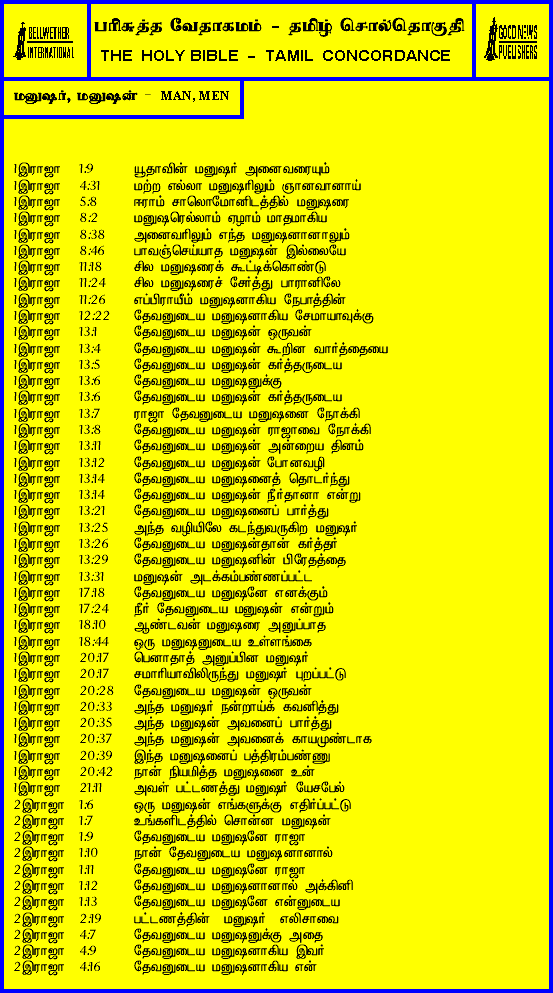 BELLWETHER
INTERNATIONAL
பரிசுத்த வேதாகமம் - தமிழ் சொல்தொகுதி
THE HOLY BIBLE - TAMIL CONCORDANCE
GOOD NEWS
PUBLISHERS
மனுஷர், மனுஷன் - MAN, MEN
1இராஜா 1:9 யூதாவின் மனுஷர் அனைவரையும்
1இராஜா 4:31 மற்ற எல்லா மனுஷரிலும் ஞானவானாய்
1இராஜா 5:8 ஈராம் சாலொமோனிடத்தில் மனுஷரை
1இராஜா 8:2 மனுஷரெல்லாம் ஏழாம் மாதமாகிய
1இராஜா 8:38 அனைவரிலும் எந்த மனுஷனானாலும்
1இராஜா 8:46 பாவஞ்செய்யாத மனுஷன் இல்லையே
1இராஜா 11:18 சில மனுஷரைக் கூட்டிக்கொண்டு
1இராஜா 11:24 சில மனுஷரைச் சேர்த்து பாரானிலே
1இராஜா 11:26 எப்பிராயீம் மனுஷனாகிய நேபாத்தின்
1இராஜா 12:22 தேவனுடைய மனுஷனாகிய சேமாயாவுக்கு
1இராஜா 13:1 தேவனுடைய மனுஷன் ஒருவன்
1இராஜா 13:4 தேவனுடைய மனுஷன் கூறின வார்த்தையை
1இராஜா 13:5 தேவனுடைய மனுஷன் கர்த்தருடைய
1இராஜா 13:6 தேவனுடைய மனுஷனுக்கு
1இராஜா 13:6 தேவனுடைய மனுஷன் கர்த்தருடைய
1இராஜா 13:7 ராஜா தேவனுடைய மனுஷனை நோக்கி
1இராஜா 13:8 தேவனுடைய மனுஷன் ராஜாவை நோக்கி
1இராஜா 13:11 தேவனுடைய மனுஷன் அன்றைய தினம்
1இராஜா 13:12 தேவனுடைய மனுஷன் போனவழி
1இராஜா 13:14 தேவனுடைய மனுஷனைத் தொடர்ந்து
1இராஜா 13:14 தேவனுடைய மனுஷன் நீர்தானா என்று
1இராஜா 13:21 தேவனுடைய மனுஷனைப் பார்த்து
1இராஜா 13:25 அந்த வழியிலே கடந்துவருகிற மனுஷர்
1இராஜா 13:26 தேவனுடைய மனுஷன்தான் கர்த்தர்
1இராஜா 13:29 தேவனுடைய மனுஷனின் பிரேதத்தை
1இராஜா 13:31 மனுஷன் அடக்கம்பண்ணப்பட்ட
1இராஜா 17:18 தேவனுடைய மனுஷனே எனக்கும்
1இராஜா 17:24 நீர் தேவனுடைய மனுஷன் என்றும்
1இராஜா 18:10 ஆண்டவன் மனுஷரை அனுப்பாத
1இராஜா 18:44 ஒரு மனுஷனுடைய உள்ளங்கை
1இராஜா 20:17 பெனாதாத் அனுப்பின மனுஷர்
1இராஜா 20:17 சமாரியாவிலிருந்து மனுஷர் புறப்பட்டு
1இராஜா 20:28 தேவனுடைய மனுஷன் ஒருவன்
1இராஜா 20:33 அந்த மனுஷர் நன்றாய்க் கவனித்து
1இராஜா 20:35 அந்த மனுஷன் அவனைப் பார்த்து
1இராஜா 20:37 அந்த மனுஷன் அவனைக் காயமுண்டாக
1இராஜா 20:39 இந்த மனுஷனைப் பத்திரம்பண்ணு
1இராஜா 20:42 நான் நியமித்த மனுஷனை உன்
1இராஜா 21:11 அவள் பட்டணத்து மனுஷர் யேசபேல்
2இராஜா 1:6 ஒரு மனுஷன் எங்களுக்கு எதிர்ப்பட்டு
2இராஜா 1:7 உங்களிடத்தில் சொன்ன மனுஷன்
2இராஜா 1:9 தேவனுடைய மனுஷனே ராஜா
2இராஜா 1:10 நான் தேவனுடைய மனுஷனானால்
2இராஜா 1:11 தேவனுடைய மனுஷனே ராஜா
2இராஜா 1:12 தேவனுடைய மனுஷனானால் அக்கினி
2இராஜா 1:13 தேவனுடைய மனுஷனே என்னுடைய
2இராஜா 2:19 பட்டணத்தின் மனுஷர் எலிசாவை
2இராஜா 4:7 தேவனுடைய மனுஷனுக்கு அதை
2இராஜா 4:9 தேவனுடைய மனுஷனாகிய இவர்
2இராஜா 4:16 தேவனுடைய மனுஷனாகிய என்